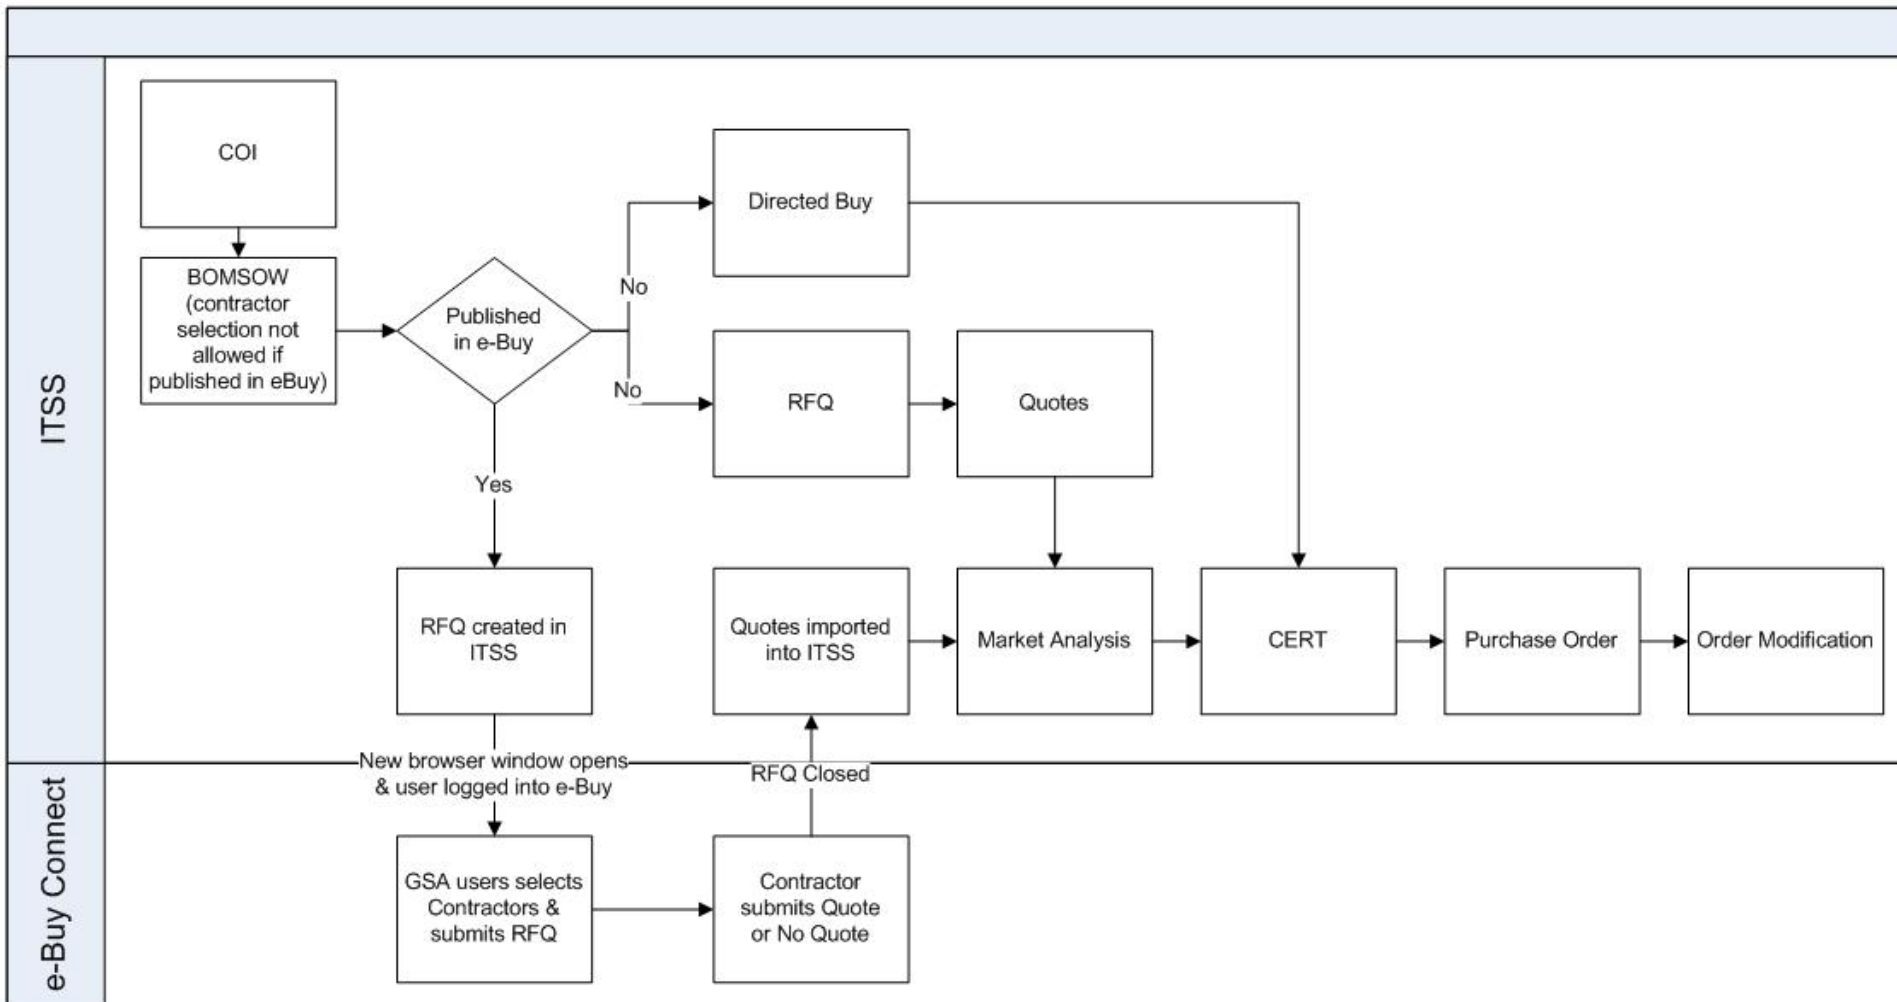 ITSS
COI
BOMSOW
(contractor
selection not
allowed if
published in eBuy)
Published
in e-Buy
No
No
Yes
Directed Buy
RFQ
Quotes
RFQ created in
ITSS
Quotes imported
into ITSS
Market Analysis
CERT
Purchase Order
Order Modification
New browser window opens
& user logged into e-Buy
RFQ Closed
e-Buy Connect
GSA users selects
Contractors &
submits RFQ
Contractor
submits Quote
or No Quote